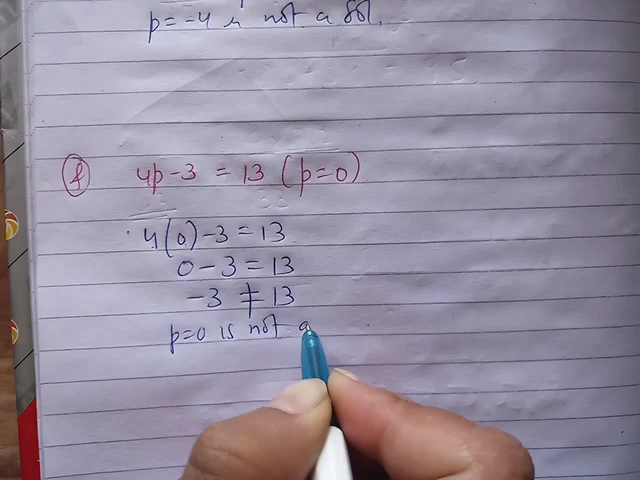 p=-4 is not a sol.
(f) 4p-3 = 13 (p=0)
4(0)-3=13
0-3=13
-3 ≠ 13
p=0 is not a